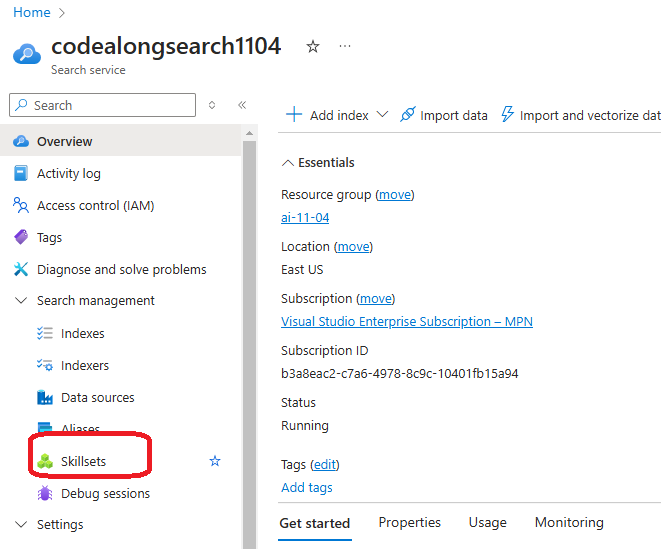 Home
codealongsearch1104
Search service
Search
Overview
Activity log
Access control (IAM)
Tags
Diagnose and solve problems
Search management
Indexes
Indexers
Data sources
Aliases
Skillsets
Debug sessions
Settings
Add index
Import data
Import and vectorize dat
Essentials
Resource group (move)
ai-11-04
Location (move)
East US
Subscription (move)
Visual Studio Enterprise Subscription – MPN
Subscription ID
b3a8eac2-c7a6-4978-8c9c-10401fb15a94
Status
Running
Tags (edit)
Add tags
Get started
Properties
Usage
Monitoring